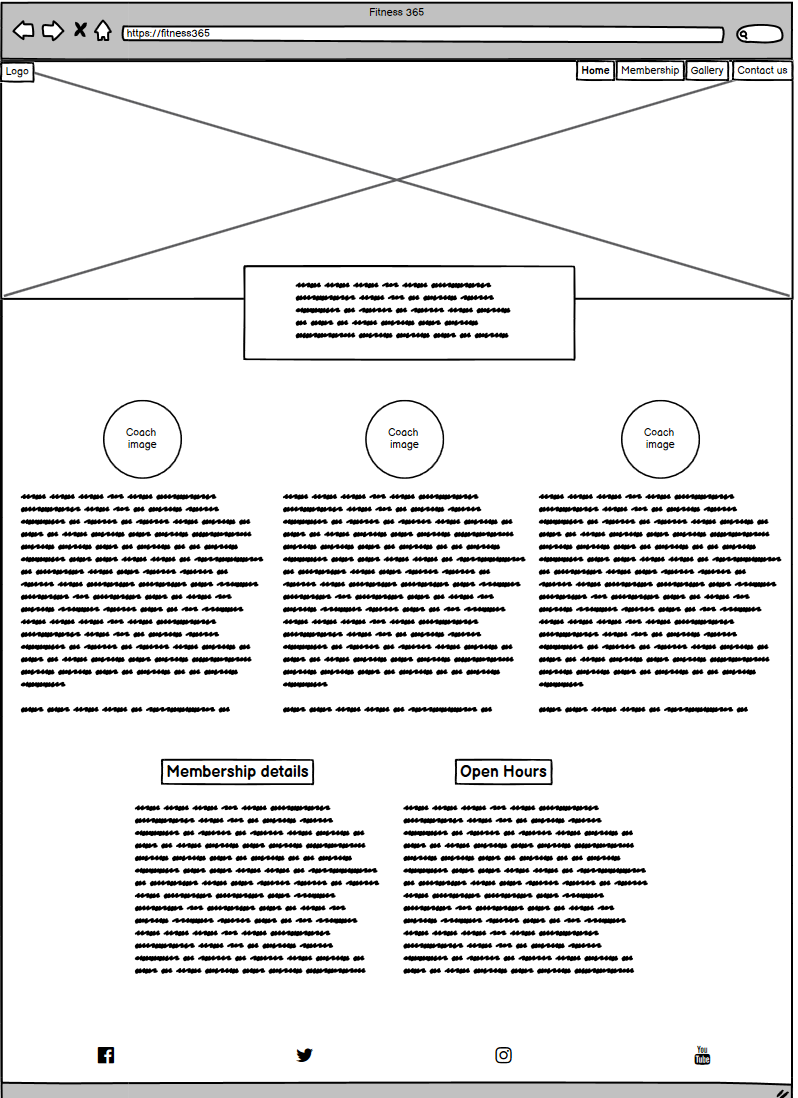 Fitness 365
https://fitness365
Logo
Home Membership Gallery Contact us
Coach image
Coach image
Coach image
Membership details
Open Hours
You
Tube